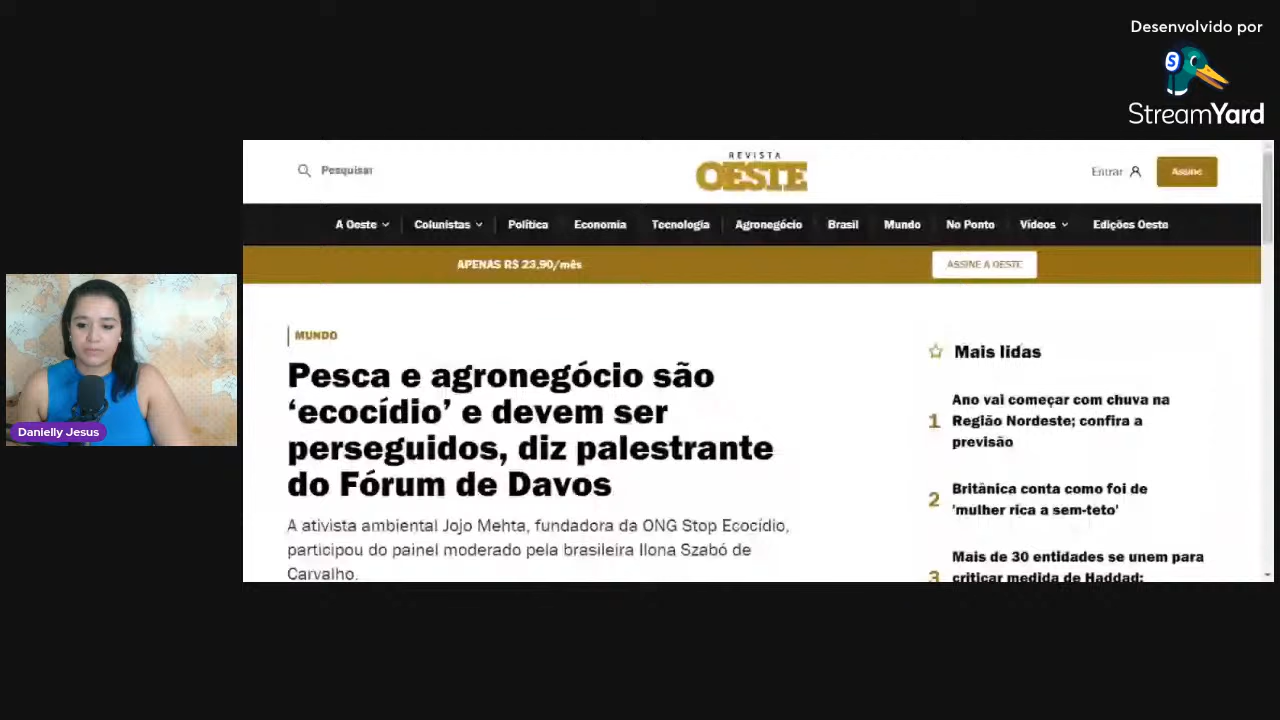 Desenvolvido por
S
StreamYard
Pesquisar
REVISTA
OESTE
Entrar
Assine
A Oeste
Colunistas
Política
Economia
Tecnologia
Agronegócio
Brasil
Mundo
No Ponto
Vídeos
Edições Oeste
APENAS R$ 23,90/mês
ASSINE A OESTE
MUNDO
Pesca e agronegócio são
‘ecocídio’ e devem ser
perseguidos, diz palestrante
do Fórum de Davos
A ativista ambiental Jojo Mehta, fundadora da ONG Stop Ecocídio,
participou do painel moderado pela brasileira Ilona Szabó de
Carvalho.
Mais lidas
1
Ano vai começar com chuva na
Região Nordeste; confira a
previsão
2
Britânica conta como foi de
'mulher rica a sem-teto'
3
Mais de 30 entidades se unem para
criticar medida de Haddad;
Danielly Jesus